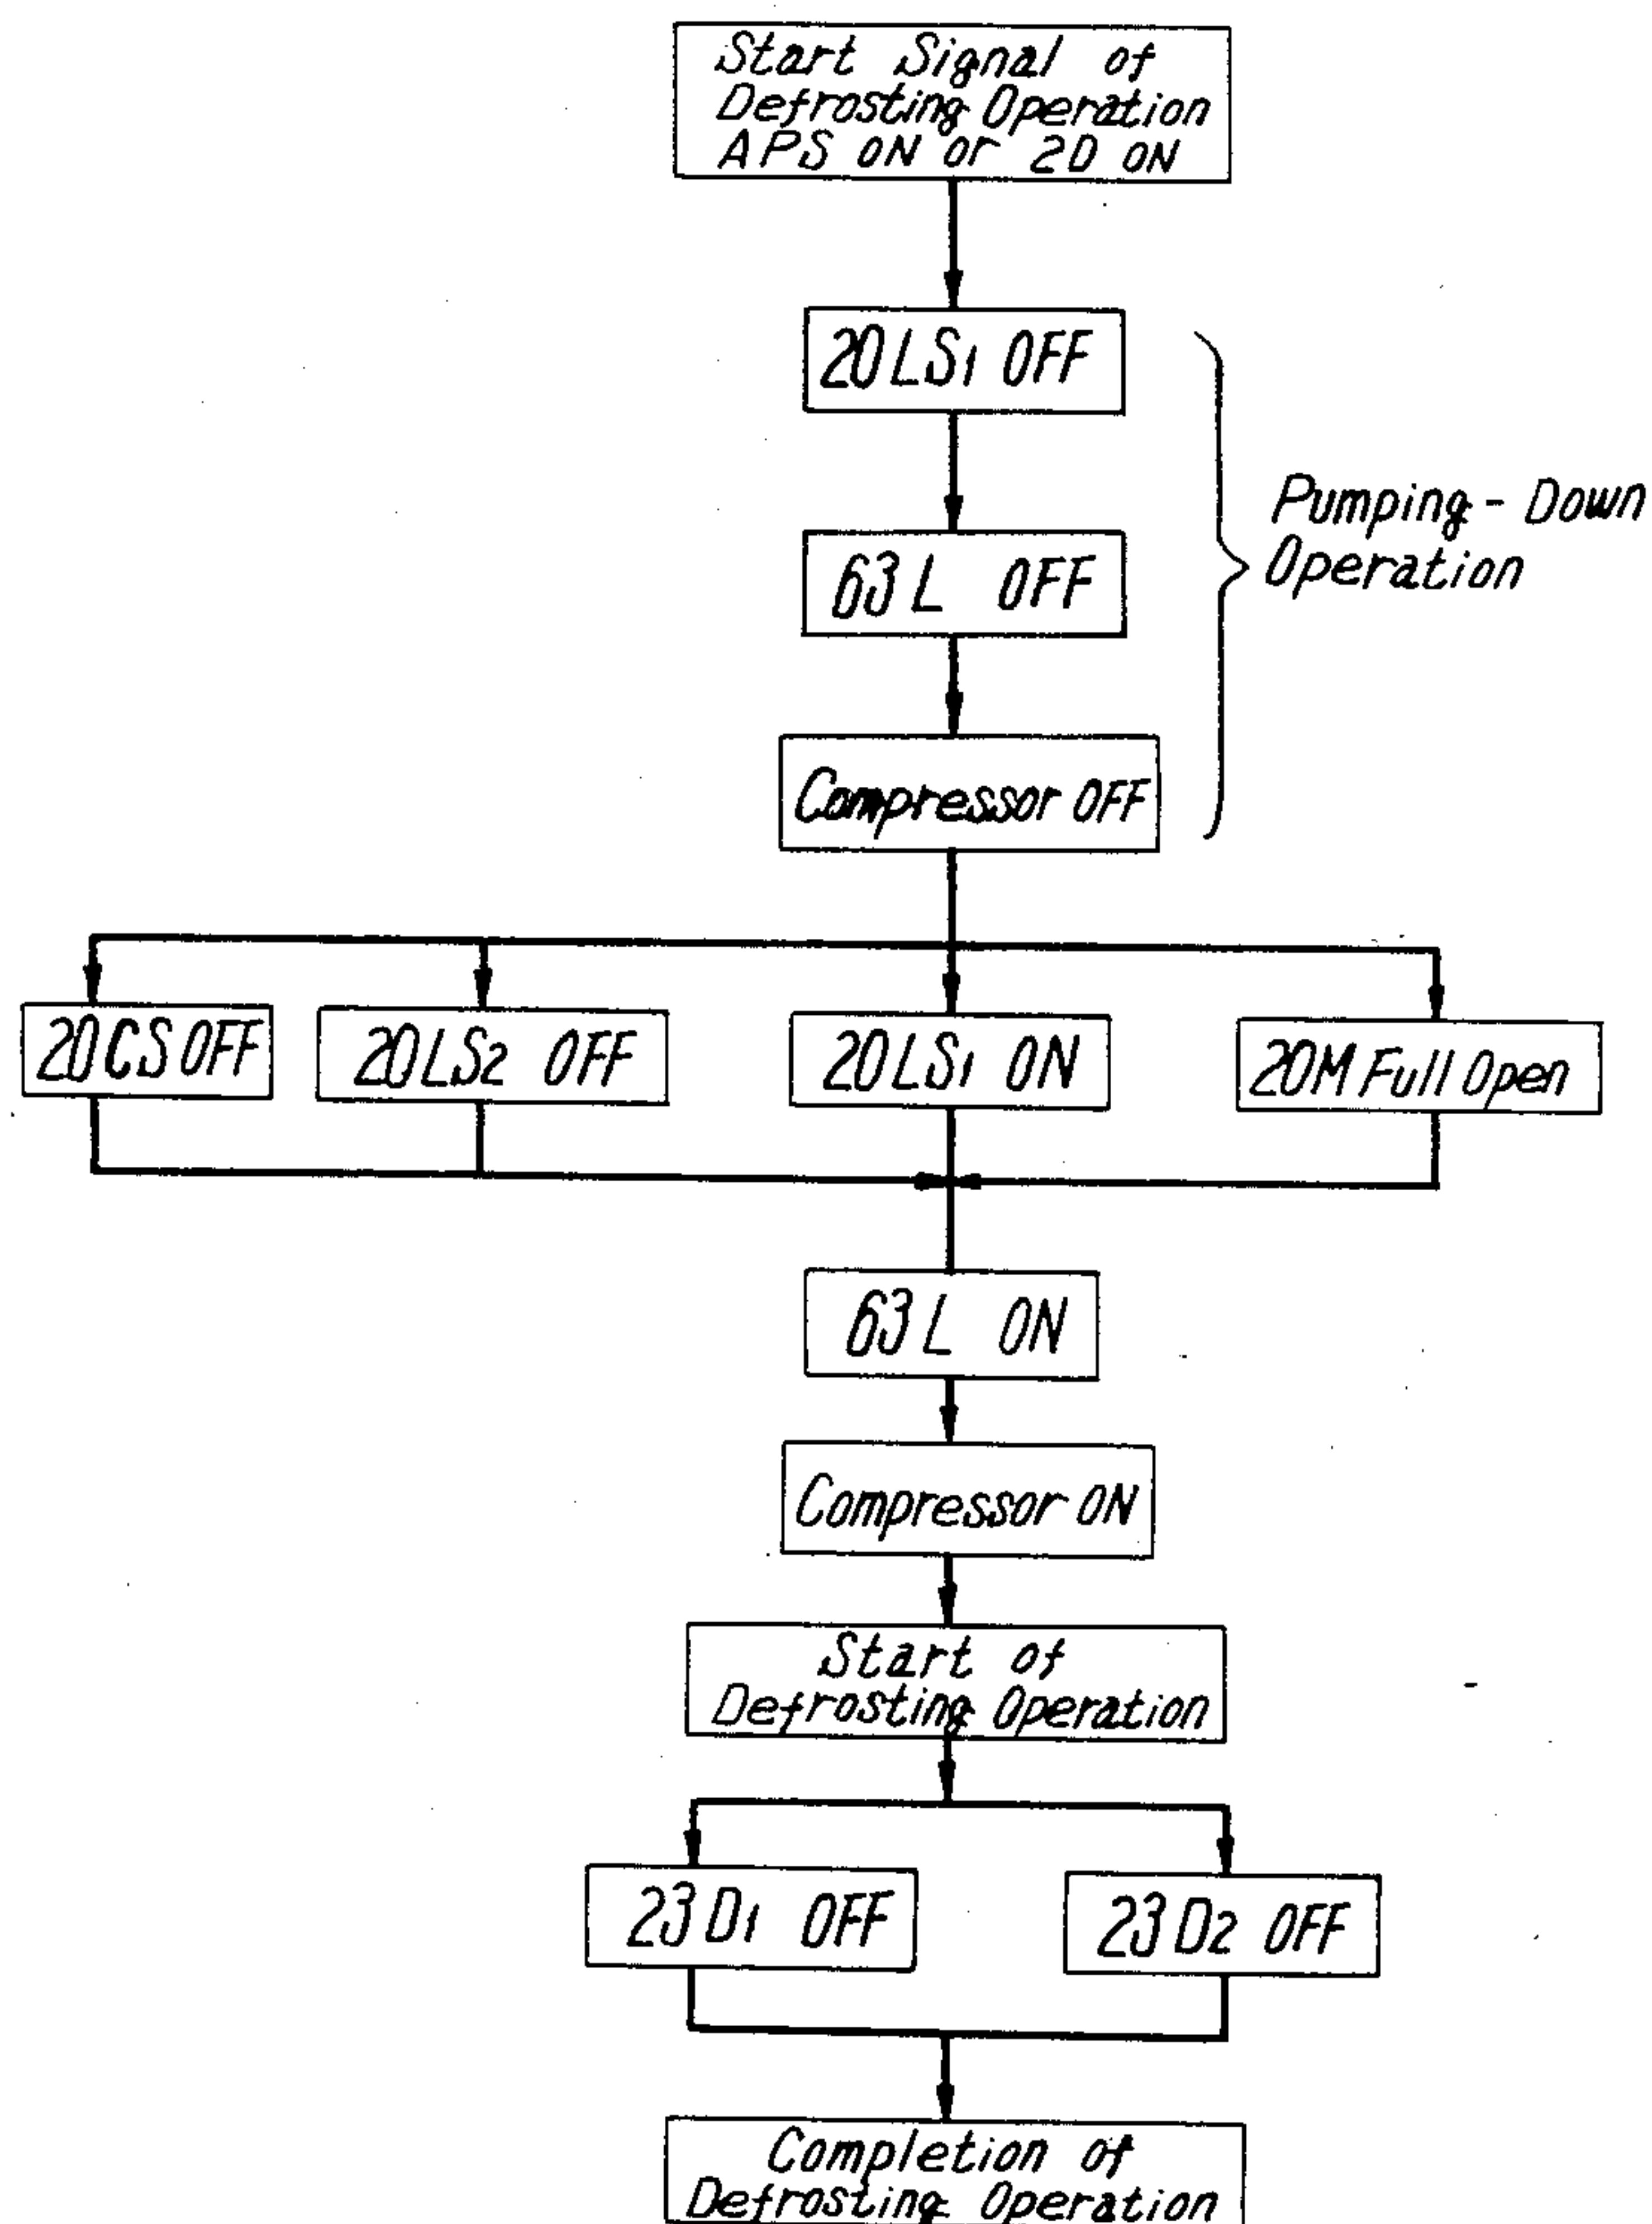 Start Signal of
Defrosting Operation
APS ON or 2D ON
20LS1 OFF
63L OFF
Pumping-Down
Operation
Compressor OFF
20CS OFF
20LS2 OFF
20LS1 ON
20M Full Open
63L ON
Compressor ON
Start of
Defrosting Operation
23D1 OFF
23D2 OFF
Completion of
Defrosting Operation